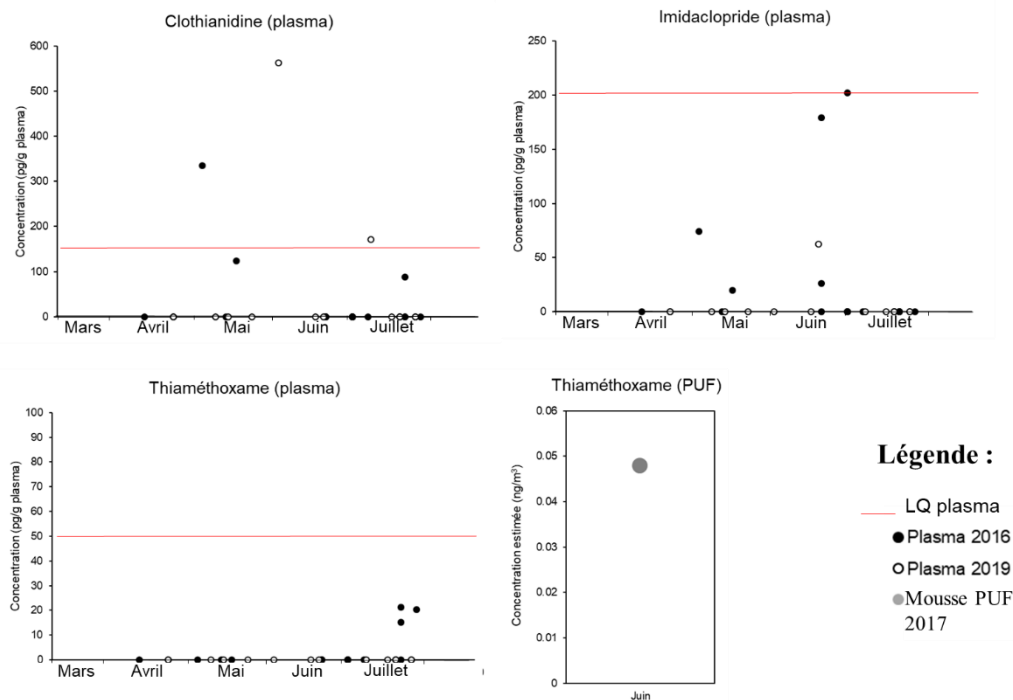 Clothianidine (plasma)
Concentration (pg/g plasma)
600
500
400
300
200
100
0
Mars Avril Mai Juin Juillet
Imidaclopride (plasma)
Concentration (pg/g plasma)
250
200
150
100
50
0
Mars Avril Mai Juin Juillet
Thiaméthoxame (plasma)
Concentration (pg/g plasma)
100
90
80
70
60
50
40
30
20
10
0
Mars Avril Mai Juin Juillet
Thiaméthoxame (PUF)
Concentration estimée (ng/m³)
0.06
0.05
0.04
0.03
0.02
0.01
0
Juin
Légende :
LQ plasma
Plasma 2016
Plasma 2019
Mousse PUF
2017